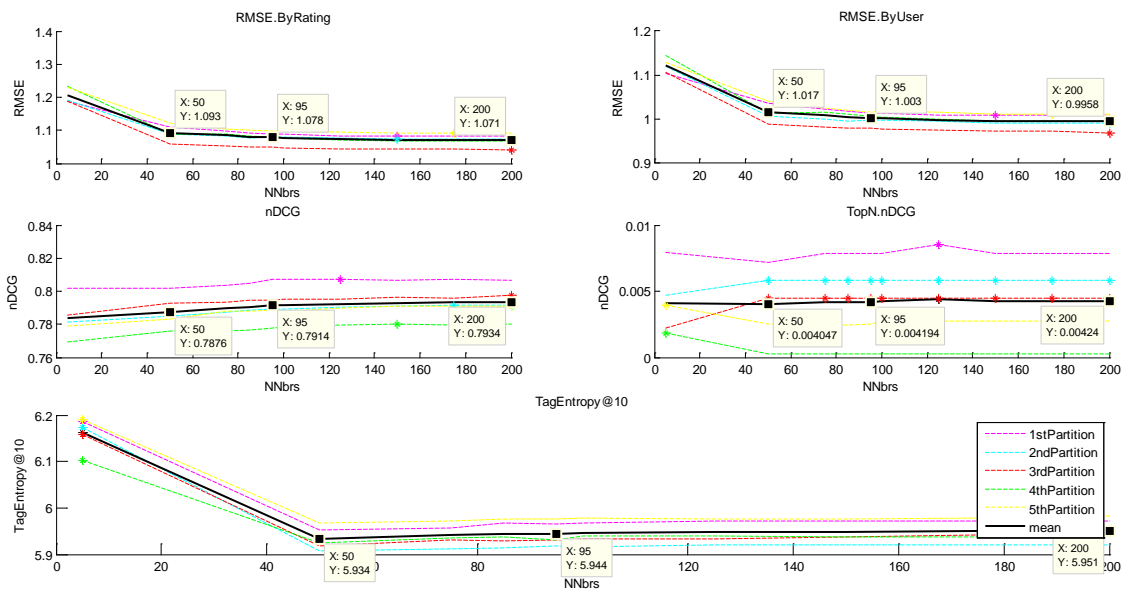 RMSE.ByRating
1.4
1.3
1.2
1.1
1
RMSE
X: 50
Y: 1.093
X: 95
Y: 1.078
X: 200
Y: 1.071
0 20 40 60 80 100 120 140 160 180 200
NNbrs
RMSE.ByUser
1.2
1.1
1
0.9
RMSE
X: 50
Y: 1.017
X: 95
Y: 1.003
X: 200
Y: 0.9958
0 20 40 60 80 100 120 140 160 180 200
NNbrs
nDCG
0.84
0.82
0.8
0.78
0.76
nDCG
X: 50
Y: 0.7876
X: 95
Y: 0.7914
X: 200
Y: 0.7934
0 20 40 60 80 100 120 140 160 180 200
NNbrs
TopN.nDCG
0.01
0.005
0
nDCG
X: 50
Y: 0.004047
X: 95
Y: 0.004194
X: 200
Y: 0.00424
0 20 40 60 80 100 120 140 160 180 200
NNbrs
TagEntropy@10
6.2
6.1
6
5.9
TagEntropy@10
1stPartition
2ndPartition
3rdPartition
4thPartition
5thPartition
mean
X: 50
Y: 5.934
X: 95
Y: 5.944
X: 200
Y: 5.951
0 20 40 80 120 140 160 180 200
NNbrs